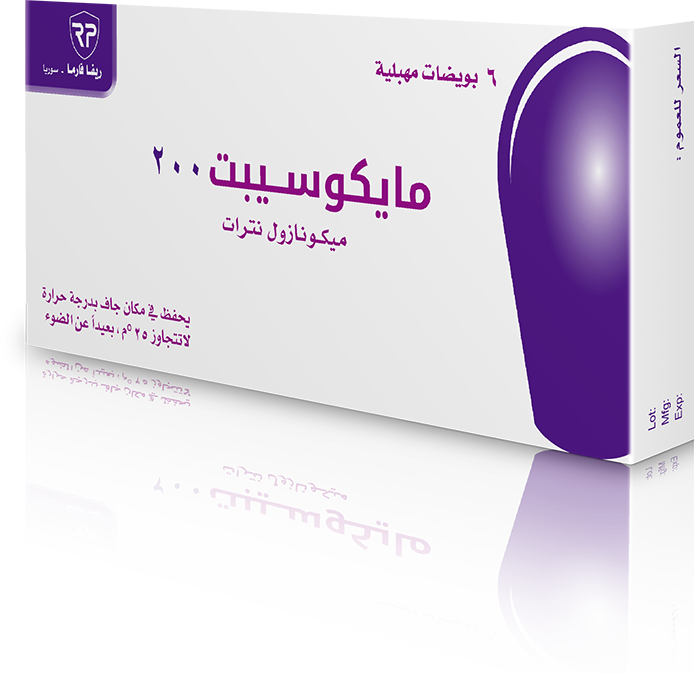 RP
ريفا فارما - سوريا
٦ بويضات مهبلية
مايكوسيبت ٢٠٠
ميكونازول نترات
يحفظ في مكان جاف بدرجة حرارة
لاتتجاوز ٢٥ °م، بعيداً عن الضوء
السعر للعموم :
Lot:
Mfg:
Exp: